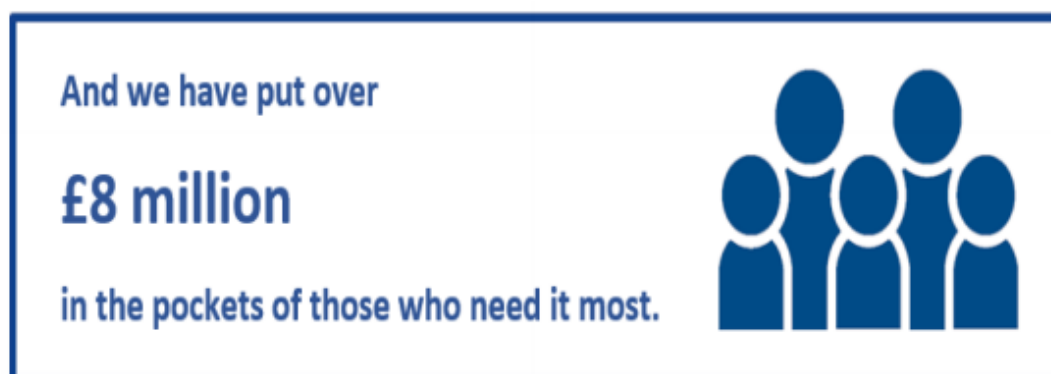 And we have put over
£8 million
in the pockets of those who need it most.